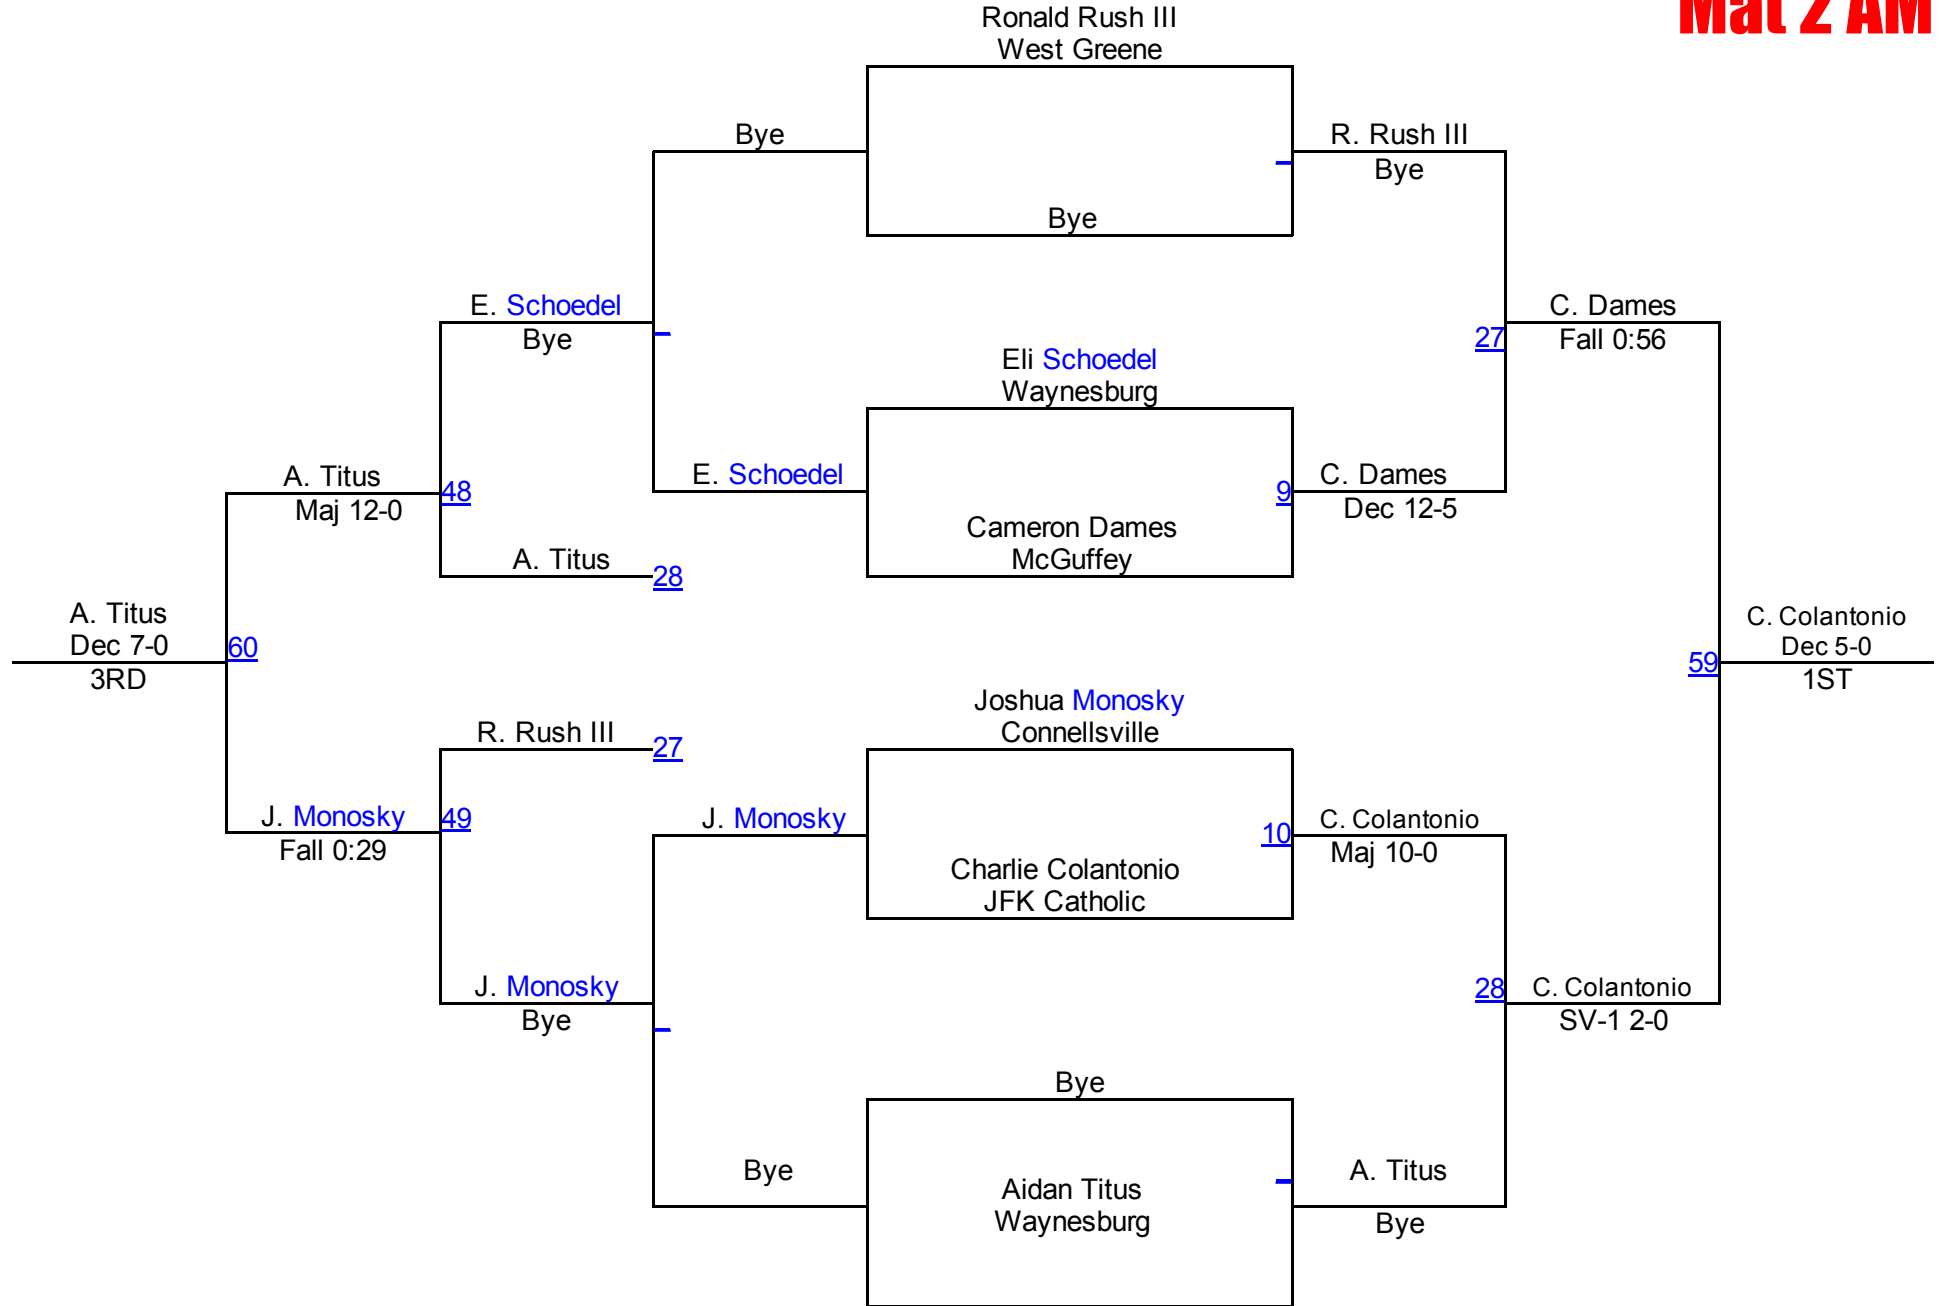 Mat 2 AM
Ronald Rush III
West Greene
Bye
R. Rush III
Bye
Bye
E. Schoedel
Bye
C. Dames
Fall 0:56
27
Eli Schoedel
Waynesburg
A. Titus
Maj 12-0
48
E. Schoedel
9
C. Dames
Dec 12-5
Cameron Dames
McGuffey
A. Titus
28
A. Titus
Dec 7-0
3RD
60
C. Colantonio
Dec 5-0
1ST
59
R. Rush III
27
Joshua Monosky
Connellsville
J. Monosky
Fall 0:29
49
J. Monosky
10
C. Colantonio
Maj 10-0
Charlie Colantonio
JFK Catholic
J. Monosky
Bye
28
C. Colantonio
SV-1 2-0
Bye
Bye
Aidan Titus
Waynesburg
A. Titus
Bye